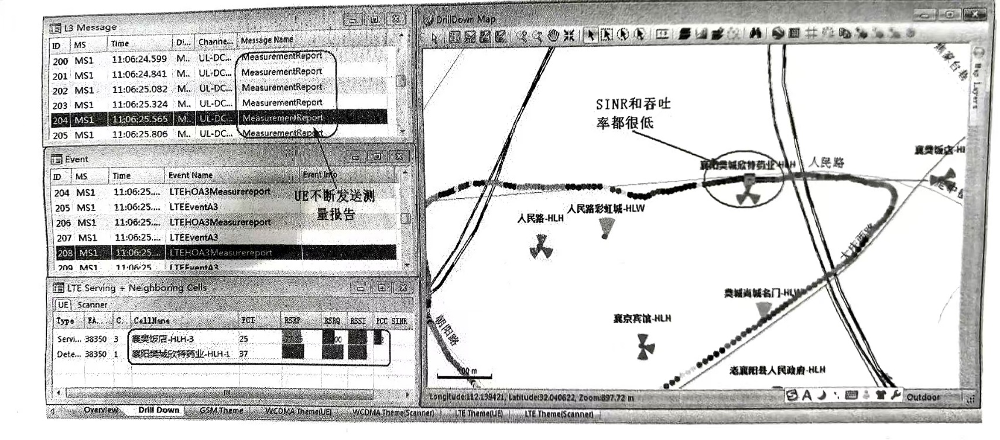 L3 Message
ID MS Time Di... Channe... Message Name
200 MS1 11:06:24.599 M.. UL-DC... MeasurementReport
201 MS1 11:06:24.841 M.. UL-DC... MeasurementReport
202 MS1 11:06:25.082 M.. UL-DC... MeasurementReport
203 MS1 11:06:25.324 M.. UL-DC... MeasurementReport
204 MS1 11:06:25.565 M.. UL-DC... MeasurementReport
205 MS1 11:06:25.806 M.. UL-DC... MeasurementReport
Event
ID MS Time Event Name Event Info
204 MS1 11:06:25.... LTEHOA3Measurereport
205 MS1 11:06:25.... LTEEventA3
206 MS1 11:06:25.... LTEHOA3Measurereport
207 MS1 11:06:25.... LTEEventA3
208 MS1 11:06:25.... LTEHOA3Measurereport
209 MS1 11:06:25 LTEEventA3
UE不断发送测
量报告
LTE Serving + Neighboring Cells
UE Scanner
Type EA... C. CellName PCI RSRP RSRQ RSSI PCC SINR
Servi... 38350 3 襄樊饭店-HLH-3 25
Dete... 38350 1 襄阳樊城欣特药业-HLH-1 37
Overview Drill Down GSM Theme WCDMA Theme(UE) WCDMA Theme(Scanner) LTE Theme(UE) LTE Theme(Scanner)
DrillDown Map
Map Layers
SINR和吞吐
率都很低
襄阳樊城欣特药业-HLH
人民路
襄樊饭店-HL
人民路彩虹城-HLW
人民路-HLH
樊城尚城名门-HLW
襄京宾馆-HLH
朝阳路
老襄阳县人民政府-HLH
100 m
Longitude:112.139421, Latitude:32.040622, Zoom:897.72 m
Outdoor